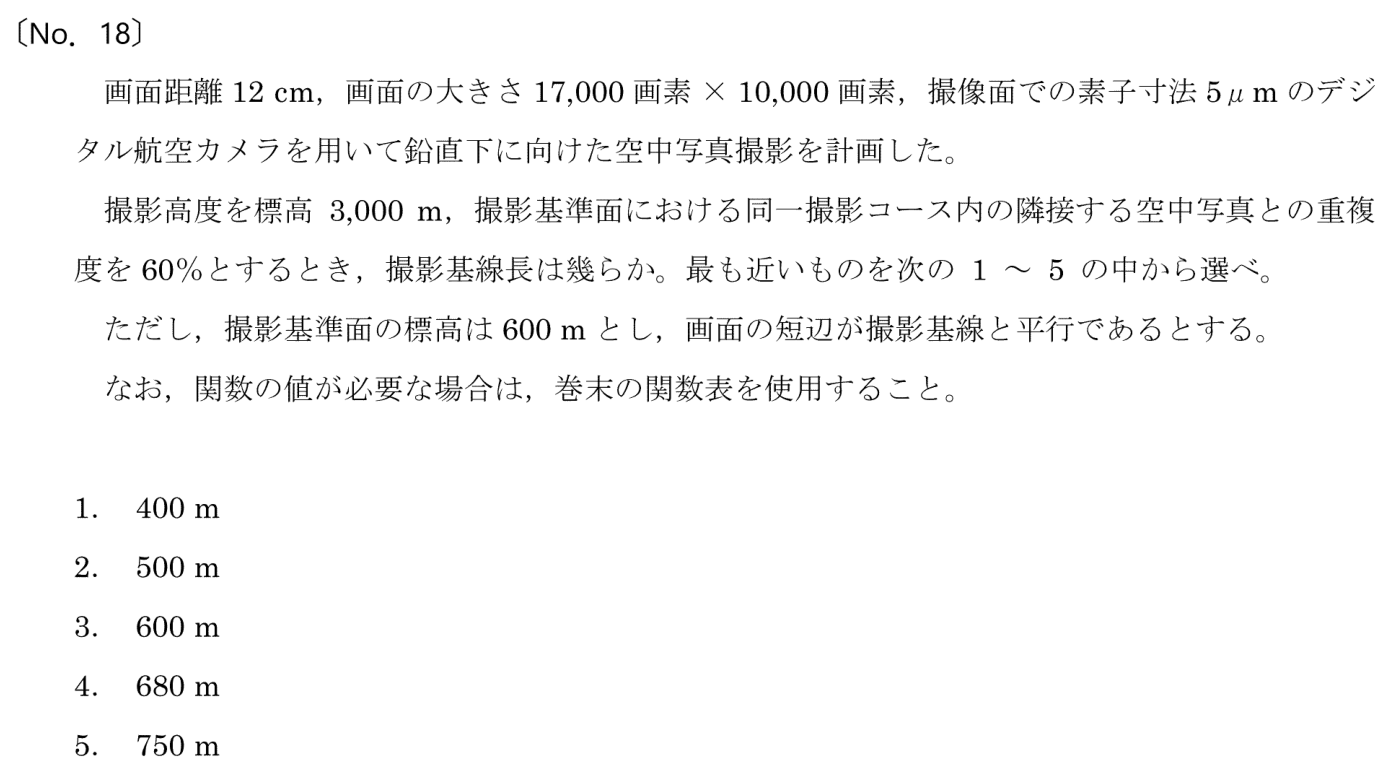 〔No. 18〕
画面距離 12 cm，画面の大きさ 17,000 画素 × 10,000 画素，撮像面での素子寸法 5μm のデジ
タル航空カメラを用いて鉛直下に向けた空中写真撮影を計画した。
撮影高度を標高 3,000 m，撮影基準面における同一撮影コース内の隣接する空中写真との重複
度を 60％とするとき，撮影基線長は幾らか。最も近いものを次の 1 ～ 5 の中から選べ。
ただし，撮影基準面の標高は 600 m とし，画面の短辺が撮影基線と平行であるとする。
なお，関数の値が必要な場合は，巻末の関数表を使用すること。
1. 400 m
2. 500 m
3. 600 m
4. 680 m
5. 750 m